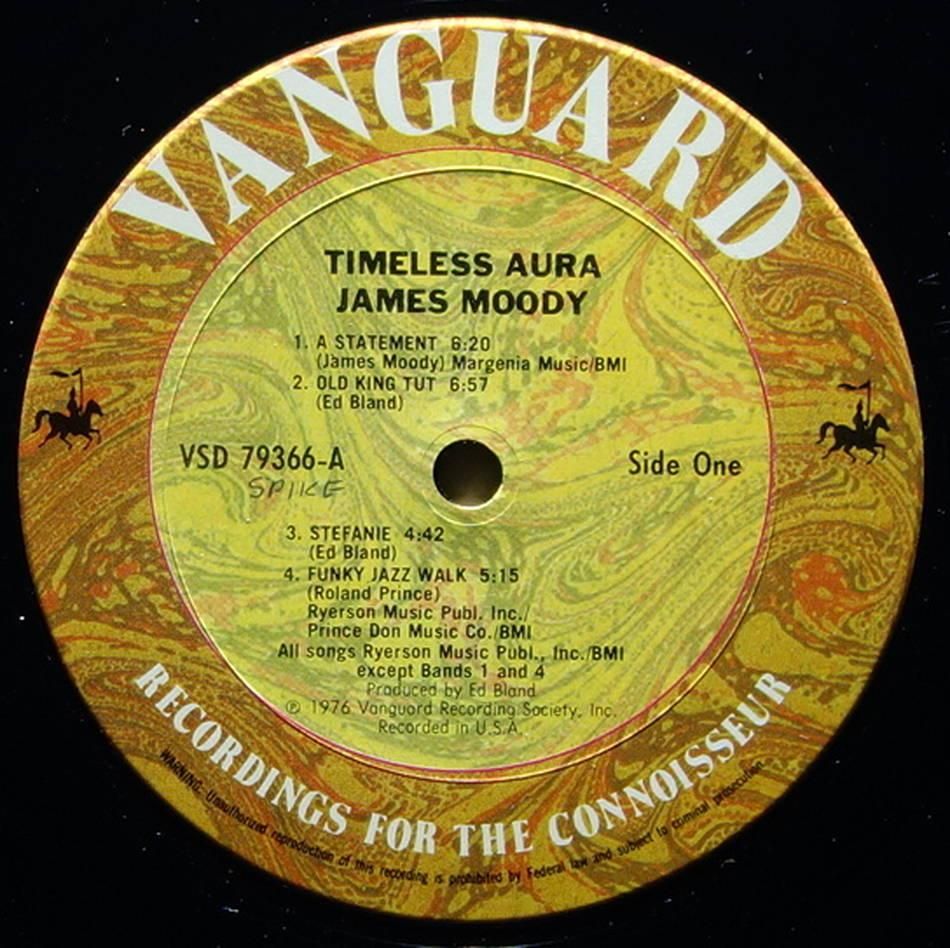 VANGUARD
TIMELESS AURA
JAMES MOODY
1. A STATEMENT 6:20
(James Moody) Margenia Music/BMI
2. OLD KING TUT 6:57
(Ed Bland)
VSD 79366-A
Side One
SPIKE
3. STEFANIE 4:42
(Ed Bland)
4. FUNKY JAZZ WALK 5:15
(Roland Prince)
Ryerson Music Publ. Inc./
Prince Don Music Co./BMI
All songs Ryerson Music Publ., Inc./BMI
except Bands 1 and 4
Produced by Ed Bland
℗ 1976 Vanguard Recording Society, Inc.
Recorded in U.S.A.
RECORDINGS FOR THE CONNOISSEUR
WARNING: Unauthorized reproduction of this recording is prohibited by Federal law and subject to criminal prosecution.